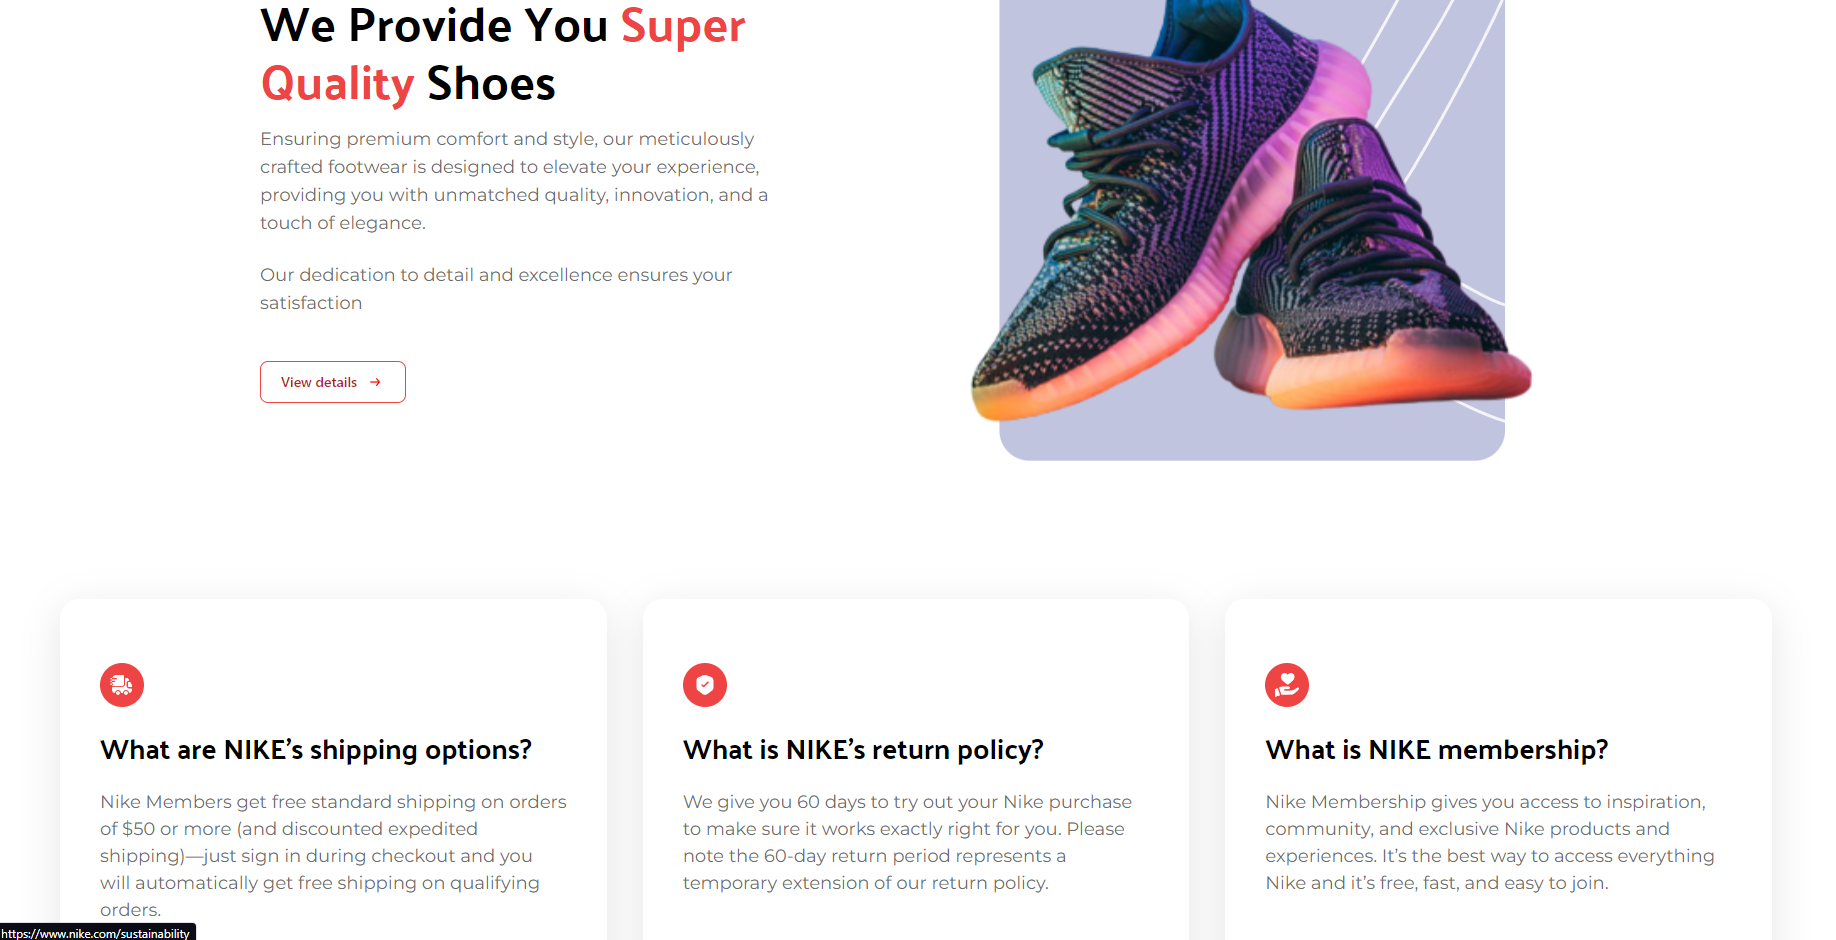 We Provide You Super
Quality Shoes
Ensuring premium comfort and style, our meticulously
crafted footwear is designed to elevate your experience,
providing you with unmatched quality, innovation, and a
touch of elegance.
Our dedication to detail and excellence ensures your
satisfaction
View details
What are NIKE’s shipping options?
Nike Members get free standard shipping on orders
of $50 or more (and discounted expedited
shipping)—just sign in during checkout and you
will automatically get free shipping on qualifying
orders.
What is NIKE’s return policy?
We give you 60 days to try out your Nike purchase
to make sure it works exactly right for you. Please
note the 60-day return period represents a
temporary extension of our return policy.
What is NIKE membership?
Nike Membership gives you access to inspiration,
community, and exclusive Nike products and
experiences. It’s the best way to access everything
Nike and it’s free, fast, and easy to join.
https://www.nike.com/sustainability